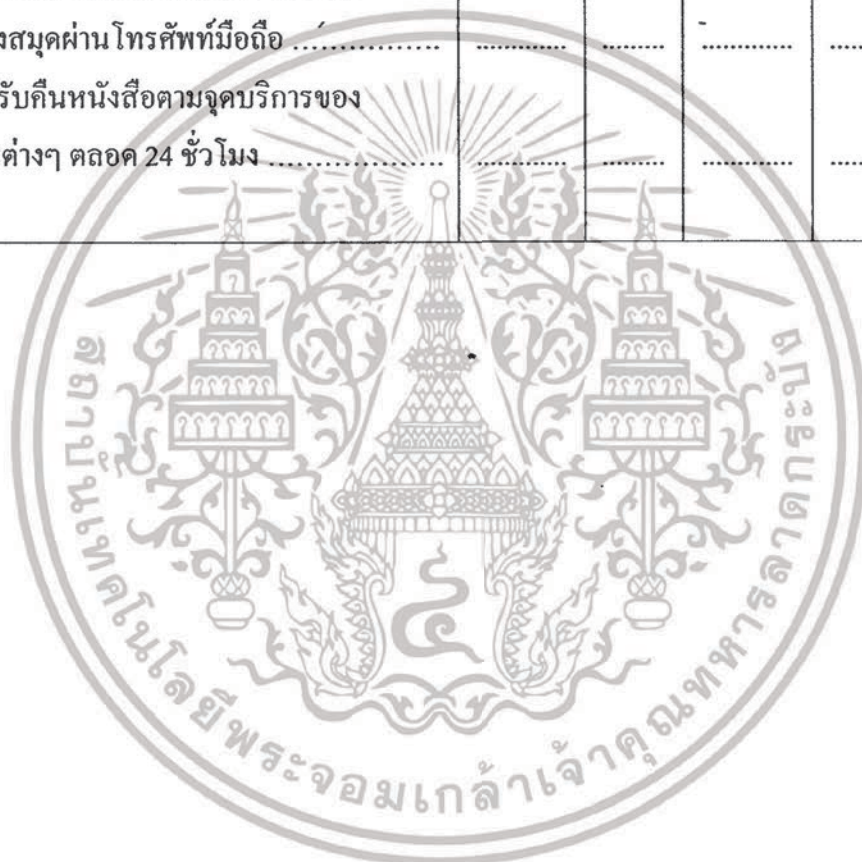 งสมุดผ่านโทรศัพท์มือถือ ................ ............ ........ ............ ....
รับคืนหนังสือตามจุดบริการของ
ต่างๆ ตลอด 24 ชั่วโมง ....................... ............ ........ ............ ....
สถาบันเทคโนโลยีพระจอมเกล้าเจ้าคุณทหารลาดกระบัง
๔